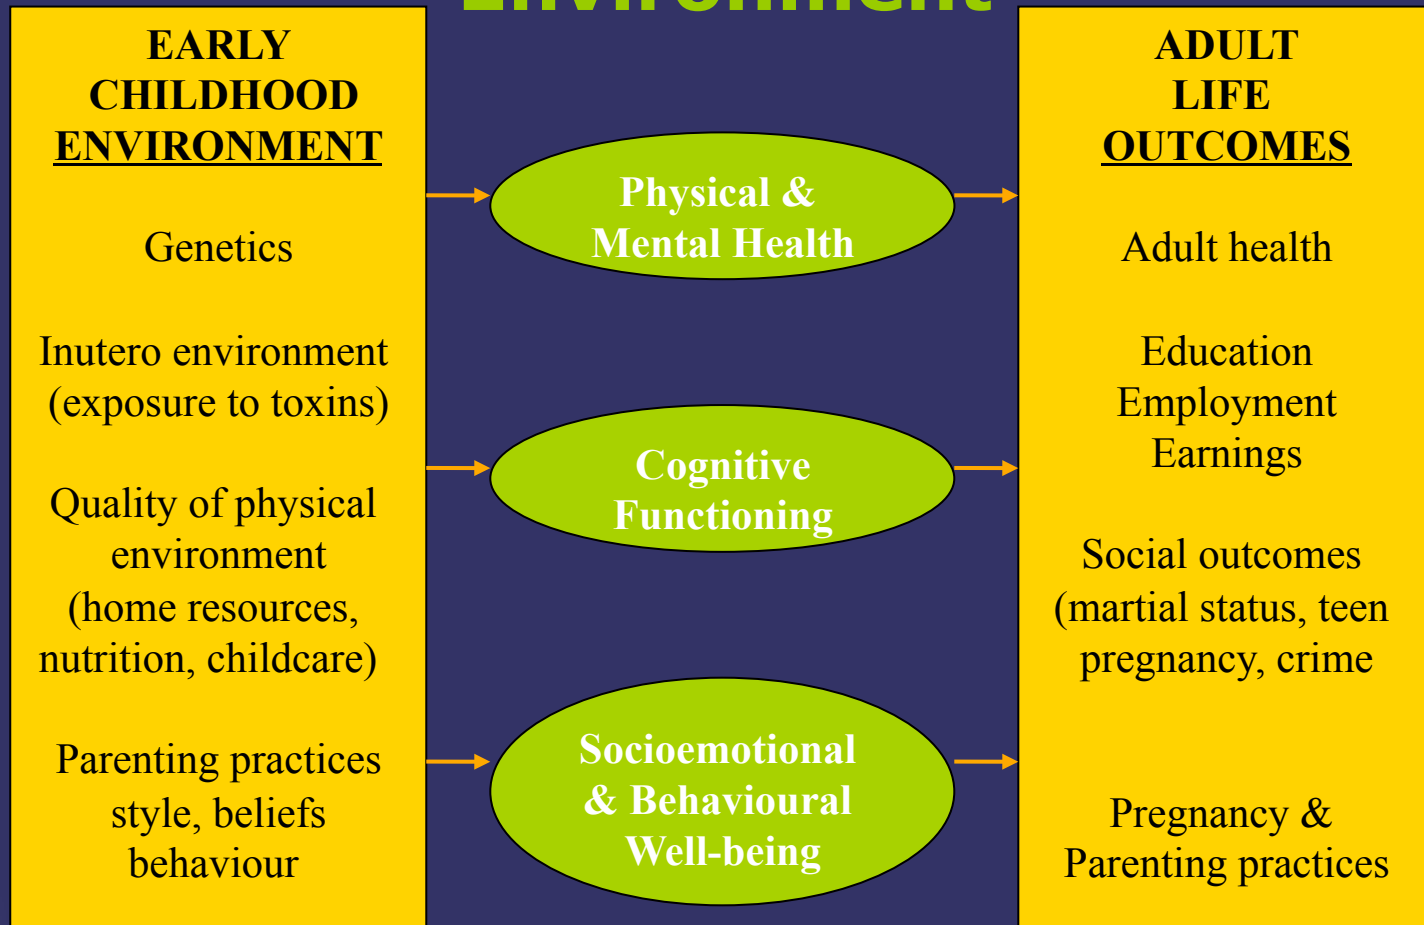 Environment
EARLY
CHILDHOOD
ENVIRONMENT
Genetics
Inutero environment
(exposure to toxins)
Quality of physical
environment
(home resources,
nutrition, childcare)
Parenting practices
style, beliefs
behaviour
Physical &
Mental Health
Cognitive
Functioning
Socioemotional
& Behavioural
Well-being
ADULT
LIFE
OUTCOMES
Adult health
Education
Employment
Earnings
Social outcomes
(martial status, teen
pregnancy, crime
Pregnancy &
Parenting practices